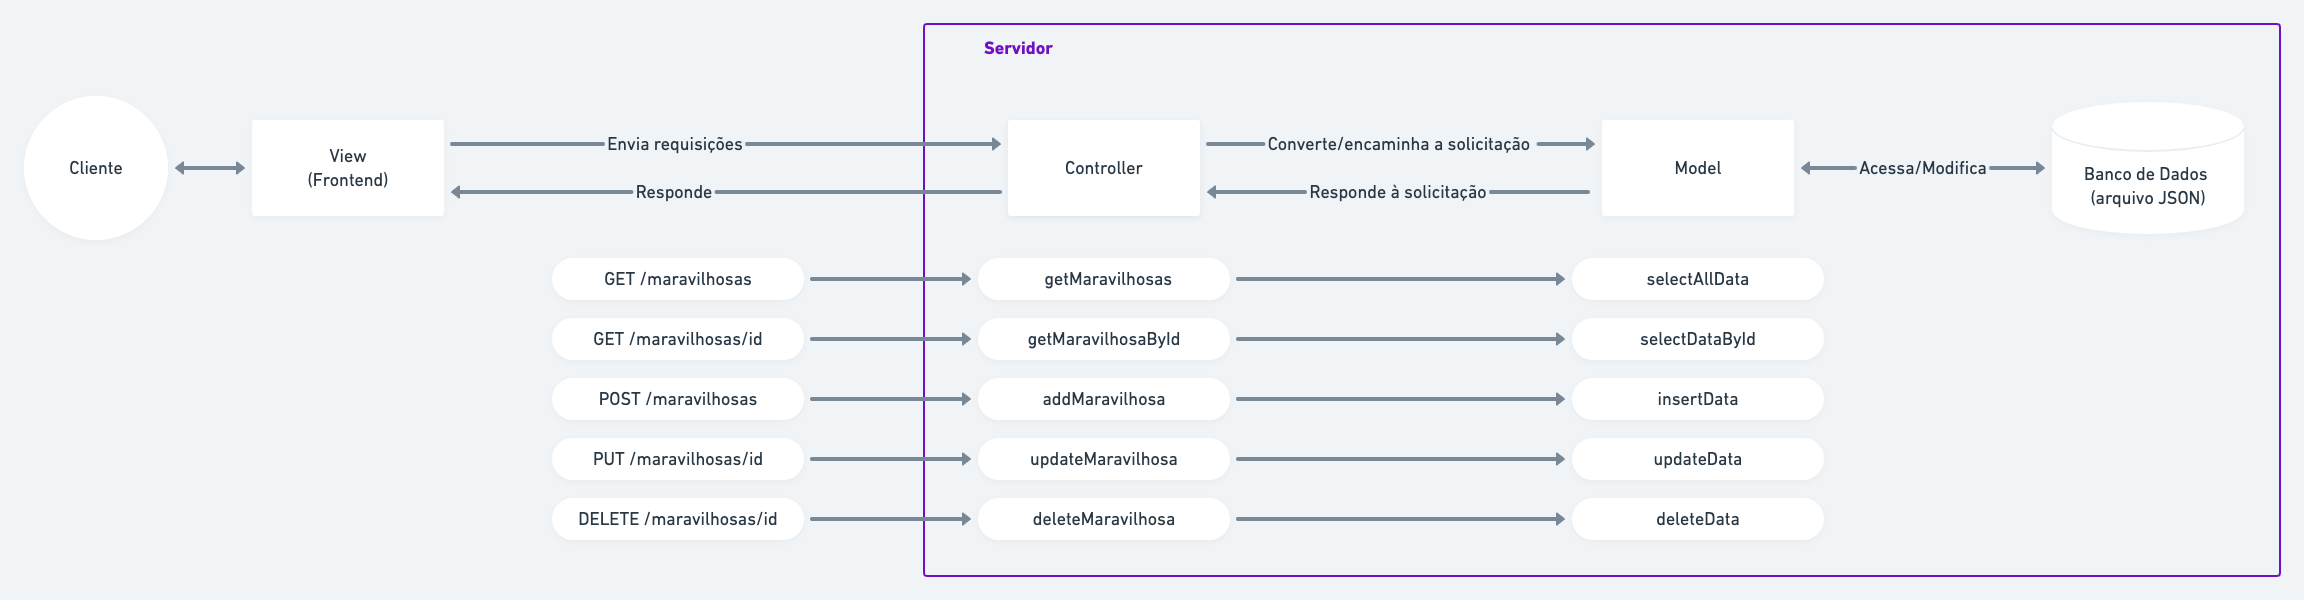 Servidor
Cliente
View
(Frontend)
Envia requisições
Responde
Controller
Converte/encaminha a solicitação
Responde à solicitação
Model
Acessa/Modifica
Banco de Dados
(arquivo JSON)
GET /maravilhosas
getMaravilhosas
selectAllData
GET /maravilhosas/id
getMaravilhosaById
selectDataById
POST /maravilhosas
addMaravilhosa
insertData
PUT /maravilhosas/id
updateMaravilhosa
updateData
DELETE /maravilhosas/id
deleteMaravilhosa
deleteData